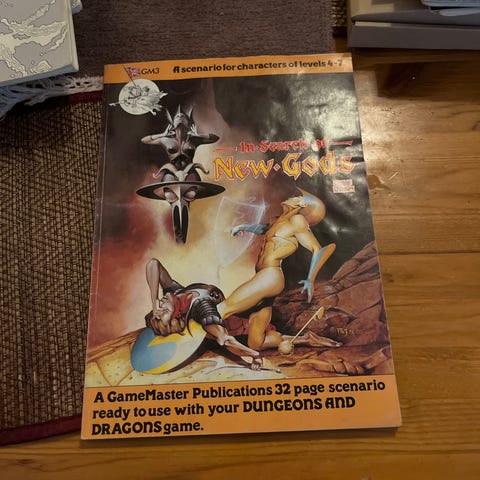 GM3
A scenario for characters of levels 4-7
In·Search of
New·Gods
A GameMaster Publications 32 page scenario
ready to use with your DUNGEONS AND
DRAGONS game.